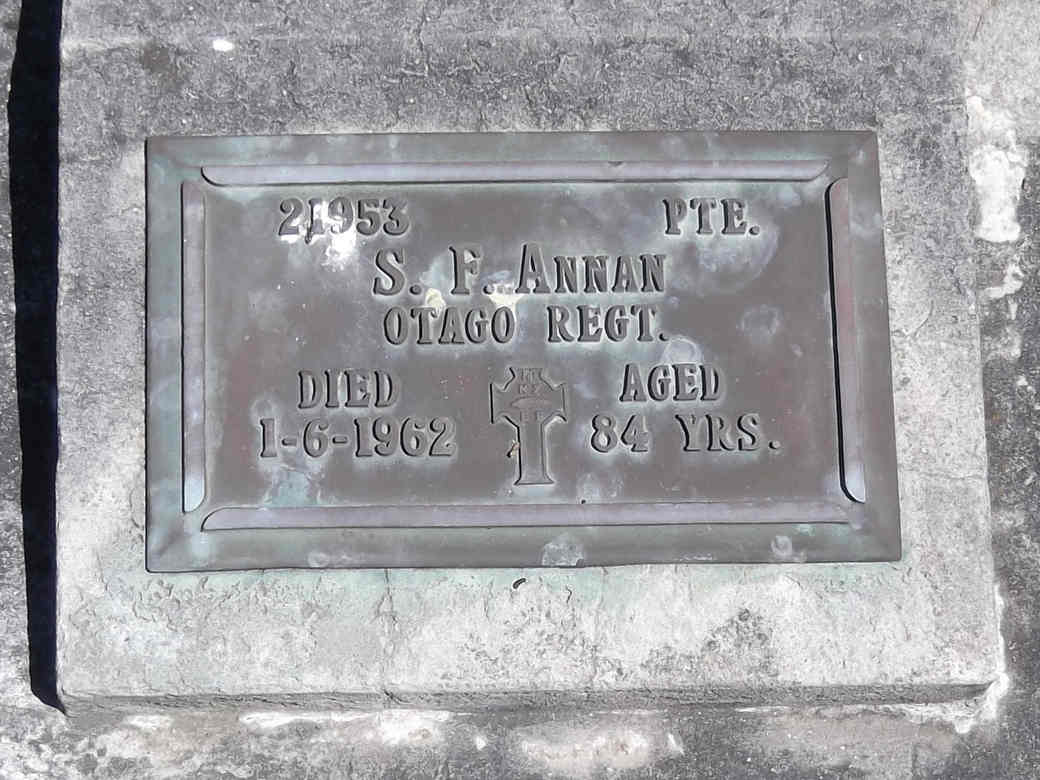 21953 PTE.
S. F. ANNAN
OTAGO REGT.
DIED AGED
1-6-1962 84 YRS.